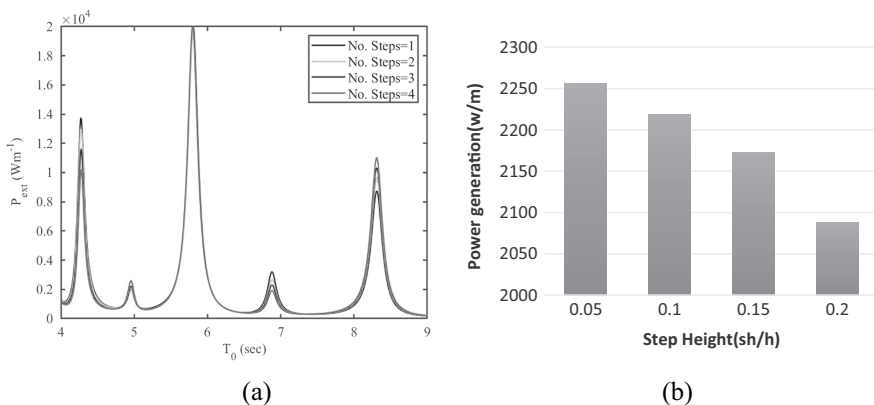 ×10⁴
2
1.8
1.6
1.4
1.2
1
0.8
0.6
0.4
0.2
0
P_ext (Wm⁻¹)
4 5 6 7 8 9
T_0 (sec)
No. Steps=1
No. Steps=2
No. Steps=3
No. Steps=4
(a)
2300
2250
2200
2150
2100
2050
2000
Power generation(w/m)
0.05 0.1 0.15 0.2
Step Height(sh/h)
(b)